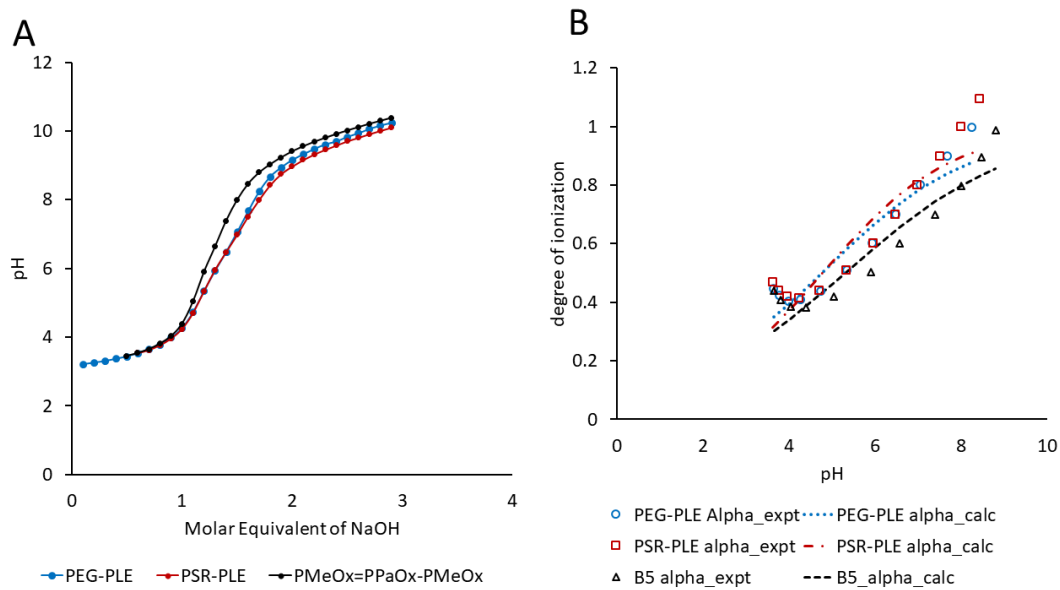 A
12
10
8
6
4
2
0
pH
0 1 2 3 4
Molar Equivalent of NaOH
PEG-PLE PSR-PLE PMeOx=PPaOx-PMeOx
B
1.2
1
0.8
0.6
0.4
0.2
0
degree of ionization
0 2 4 6 8 10
pH
PEG-PLE Alpha_expt PEG-PLE alpha_calc
PSR-PLE alpha_expt PSR-PLE alpha_calc
B5 alpha_expt B5_alpha_calc